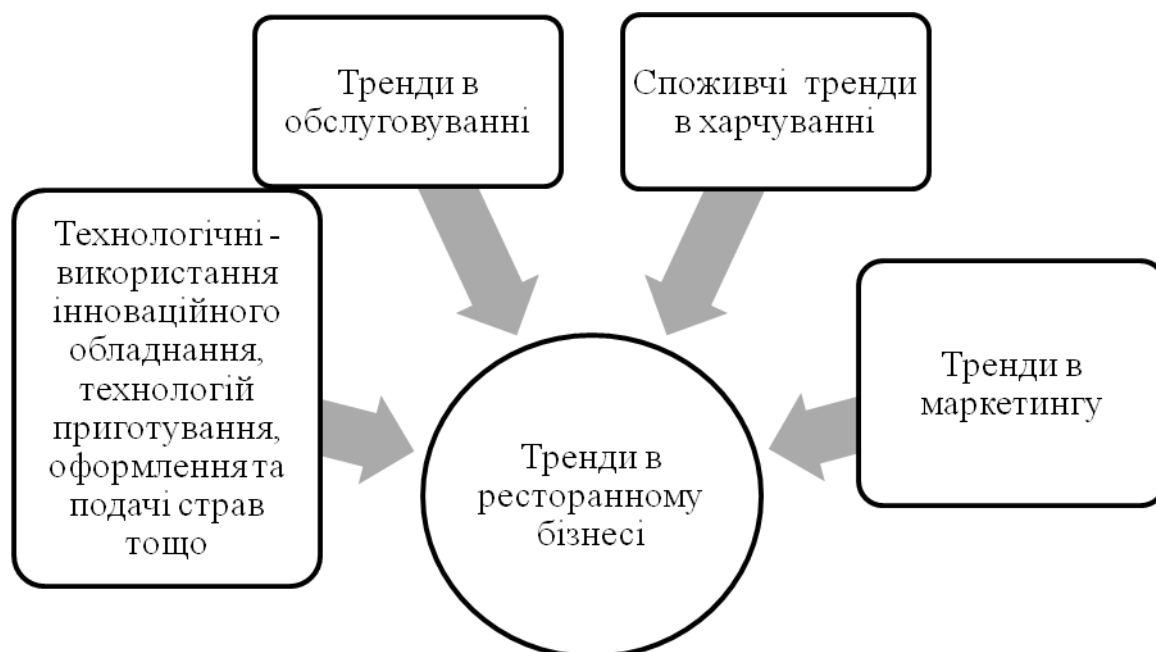 Тренди в
обслуговуванні
Споживчі тренди
в харчуванні
Технологічні -
використання
інноваційного
обладнання,
технологій
приготування,
оформлення та
подачі страв
тощо
Тренди в
маркетингу
Тренди в
ресторанному
бізнесі